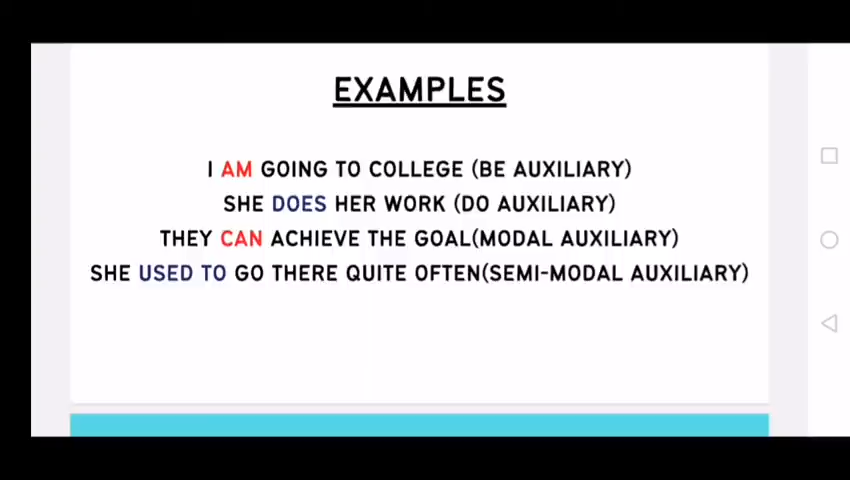 EXAMPLES
I AM GOING TO COLLEGE (BE AUXILIARY)
SHE DOES HER WORK (DO AUXILIARY)
THEY CAN ACHIEVE THE GOAL(MODAL AUXILIARY)
SHE USED TO GO THERE QUITE OFTEN(SEMI-MODAL AUXILIARY)